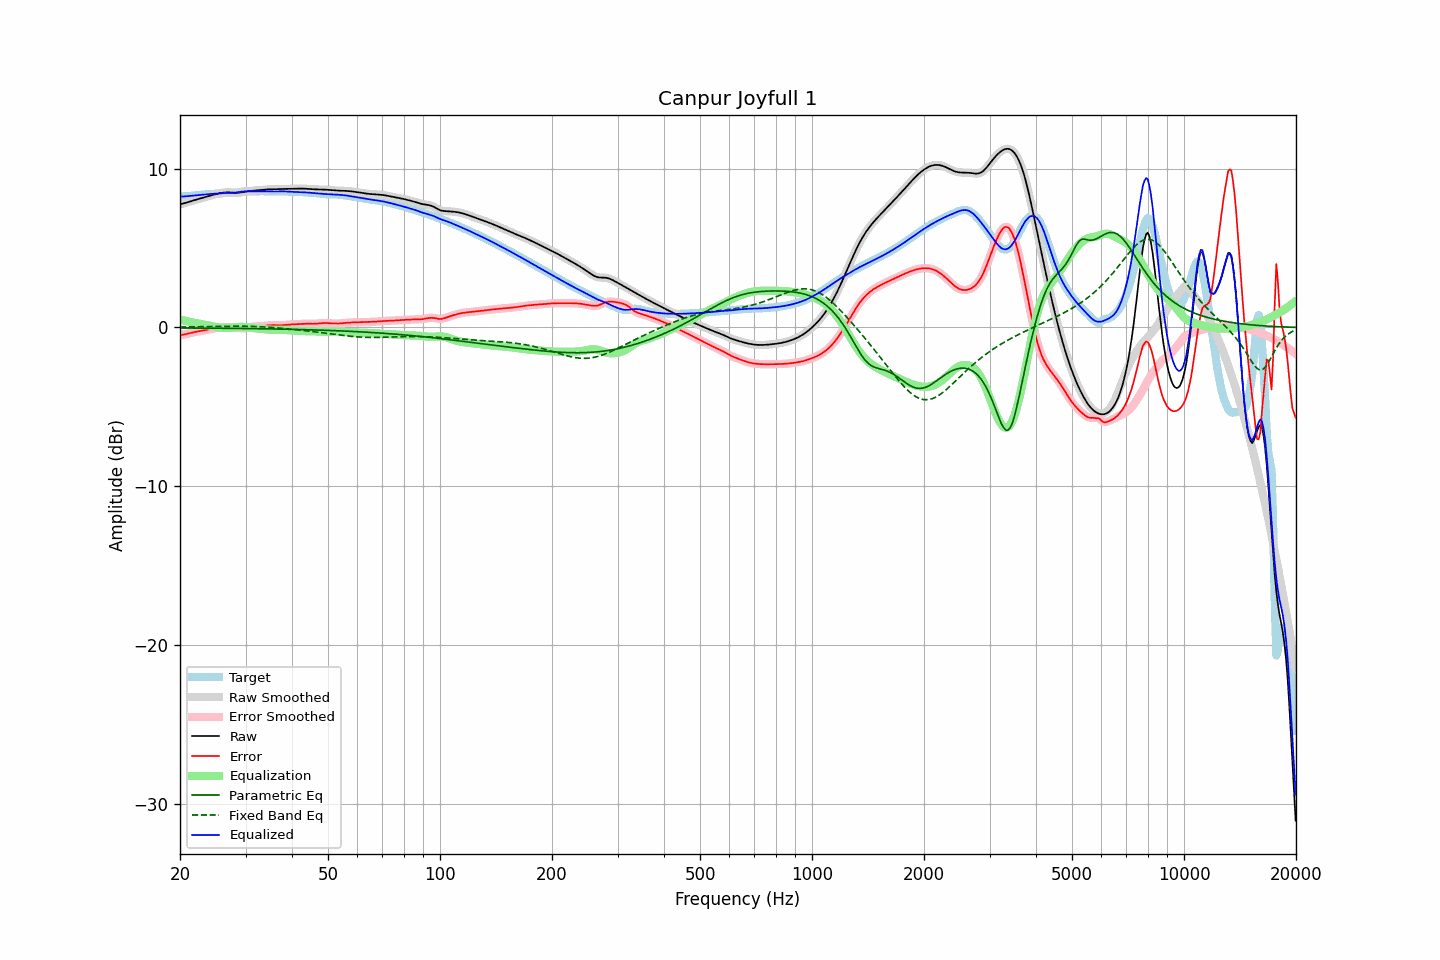 Canpur Joyfull 1
10
0
−10
−20
−30
Amplitude (dBr)
Target
Raw Smoothed
Error Smoothed
Raw
Error
Equalization
Parametric Eq
Fixed Band Eq
Equalized
20 50 100 200 500 1000 2000 5000 10000 20000
Frequency (Hz)